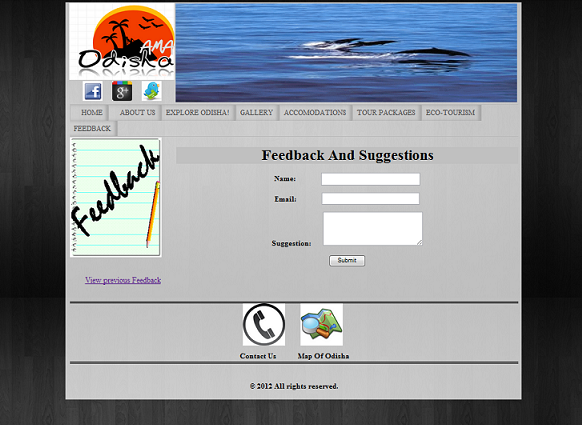 AMA
Odisha
f g+
HOME ABOUT US EXPLORE ODISHA! GALLERY ACCOMODATIONS TOUR PACKAGES ECO-TOURISM
FEEDBACK
Feedback
Feedback And Suggestions
Name:
Email:
Suggestion:
Submit
View previous Feedback
Contact Us Map Of Odisha
© 2012 All rights reserved.